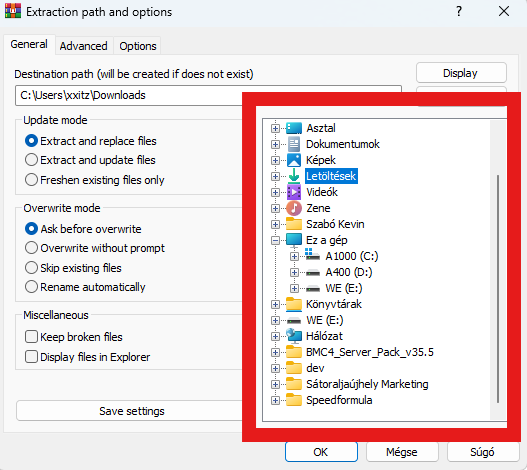 Extraction path and options
General Advanced Options
Destination path (will be created if does not exist)
Display
C:\Users\xxitz\Downloads
Update mode
Extract and replace files
Extract and update files
Freshen existing files only
Overwrite mode
Ask before overwrite
Overwrite without prompt
Skip existing files
Rename automatically
Miscellaneous
Keep broken files
Display files in Explorer
Save settings
Asztal
Dokumentumok
Képek
Letöltések
Videók
Zene
Szabó Kevin
Ez a gép
A1000 (C:)
A400 (D:)
WE (E:)
Könyvtárak
WE (E:)
Hálózat
BMC4_Server_Pack_v35.5
dev
Sátoraljaújhely Marketing
Speedformula
OK Mégse Súgó